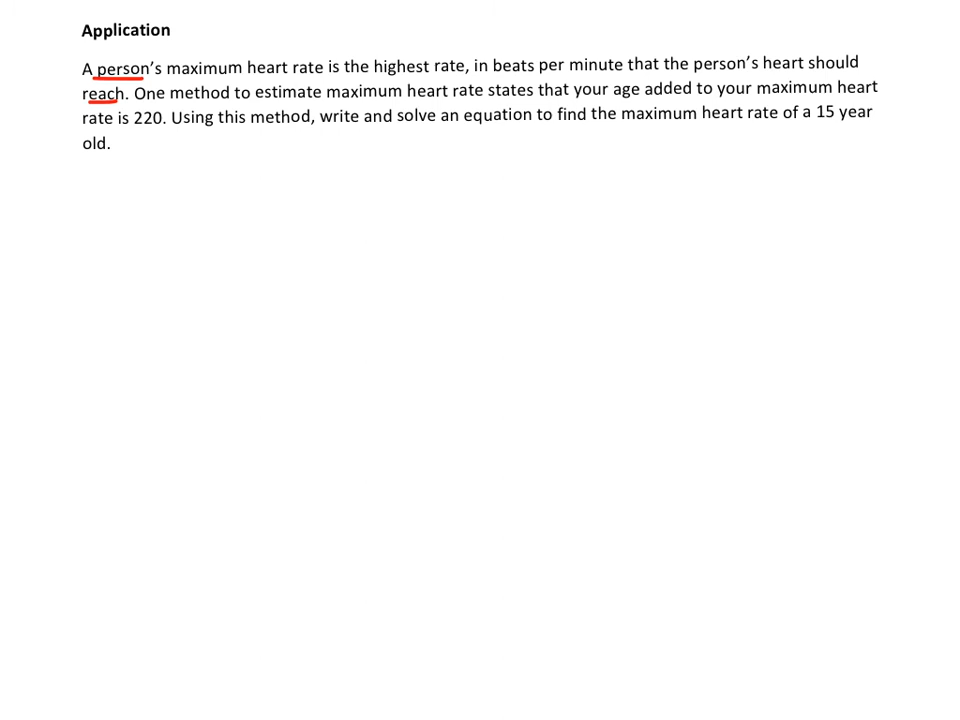 Application
A person's maximum heart rate is the highest rate, in beats per minute that the person's heart should
reach. One method to estimate maximum heart rate states that your age added to your maximum heart
rate is 220. Using this method, write and solve an equation to find the maximum heart rate of a 15 year
old.